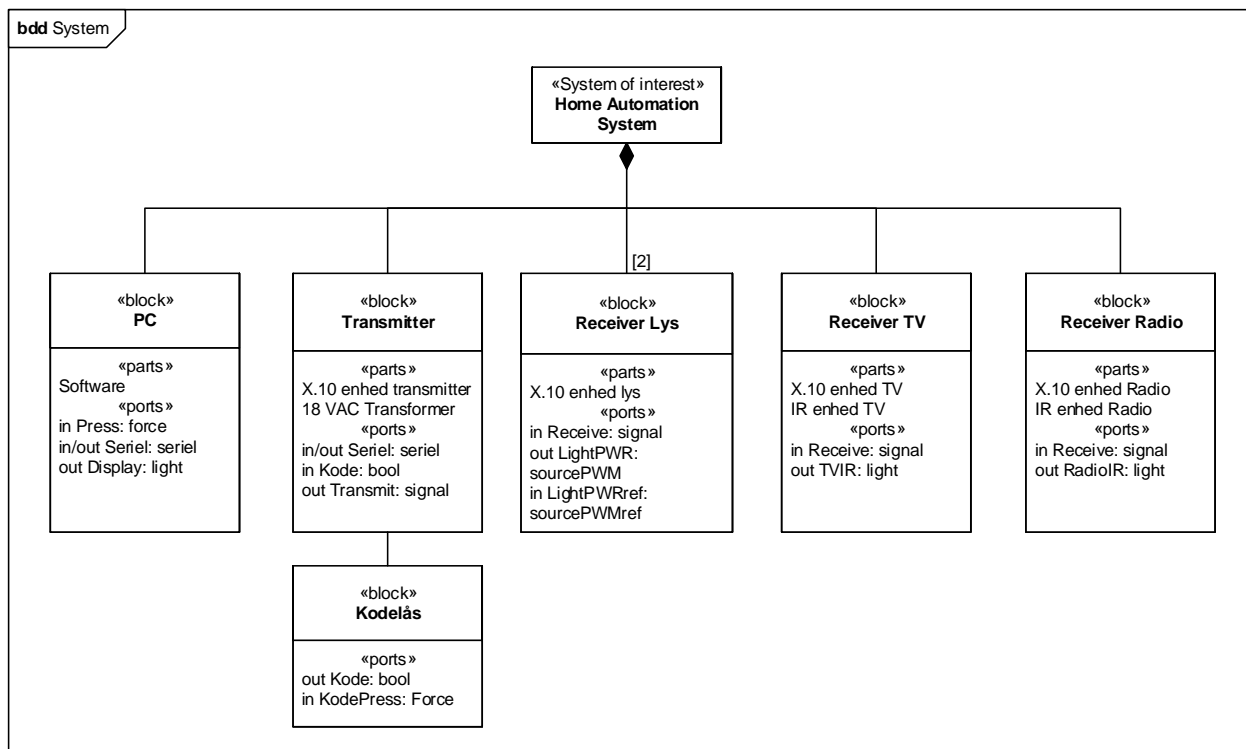 bdd System
«System of interest»
Home Automation
System
[2]
«block»
PC
«parts»
Software
«ports»
in Press: force
in/out Seriel: seriel
out Display: light
«block»
Transmitter
«parts»
X.10 enhed transmitter
18 VAC Transformer
«ports»
in/out Seriel: seriel
in Kode: bool
out Transmit: signal
«block»
Receiver Lys
«parts»
X.10 enhed lys
«ports»
in Receive: signal
out LightPWR:
sourcePWM
in LightPWRref:
sourcePWMref
«block»
Receiver TV
«parts»
X.10 enhed TV
IR enhed TV
«ports»
in Receive: signal
out TVIR: light
«block»
Receiver Radio
«parts»
X.10 enhed Radio
IR enhed Radio
«ports»
in Receive: signal
out RadioIR: light
«block»
Kodelås
«ports»
out Kode: bool
in KodePress: Force